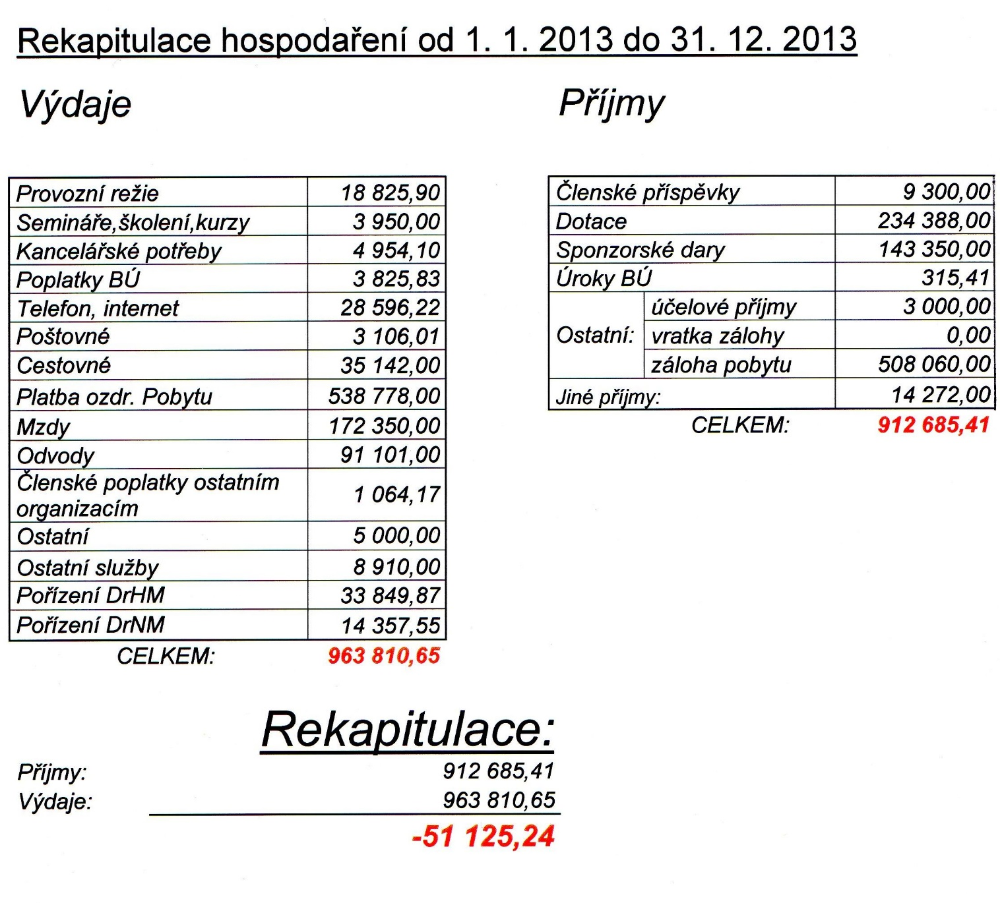 Rekapitulace hospodaření od 1. 1. 2013 do 31. 12. 2013
Výdaje
Provozní režie 18 825,90
Semináře,školení,kurzy 3 950,00
Kancelářské potřeby 4 954,10
Poplatky BÚ 3 825,83
Telefon, internet 28 596,22
Poštovné 3 106,01
Cestovné 35 142,00
Platba ozdr. Pobytu 538 778,00
Mzdy 172 350,00
Odvody 91 101,00
Členské poplatky ostatním
organizacím 1 064,17
Ostatní 5 000,00
Ostatní služby 8 910,00
Pořízení DrHM 33 849,87
Pořízení DrNM 14 357,55
CELKEM: 963 810,65
Příjmy
Členské příspěvky 9 300,00
Dotace 234 388,00
Sponzorské dary 143 350,00
Úroky BÚ 315,41
Ostatní:
účelové příjmy 3 000,00
vratka zálohy 0,00
záloha pobytu 508 060,00
Jiné příjmy: 14 272,00
CELKEM: 912 685,41
Rekapitulace:
Příjmy: 912 685,41
Výdaje: 963 810,65
-51 125,24